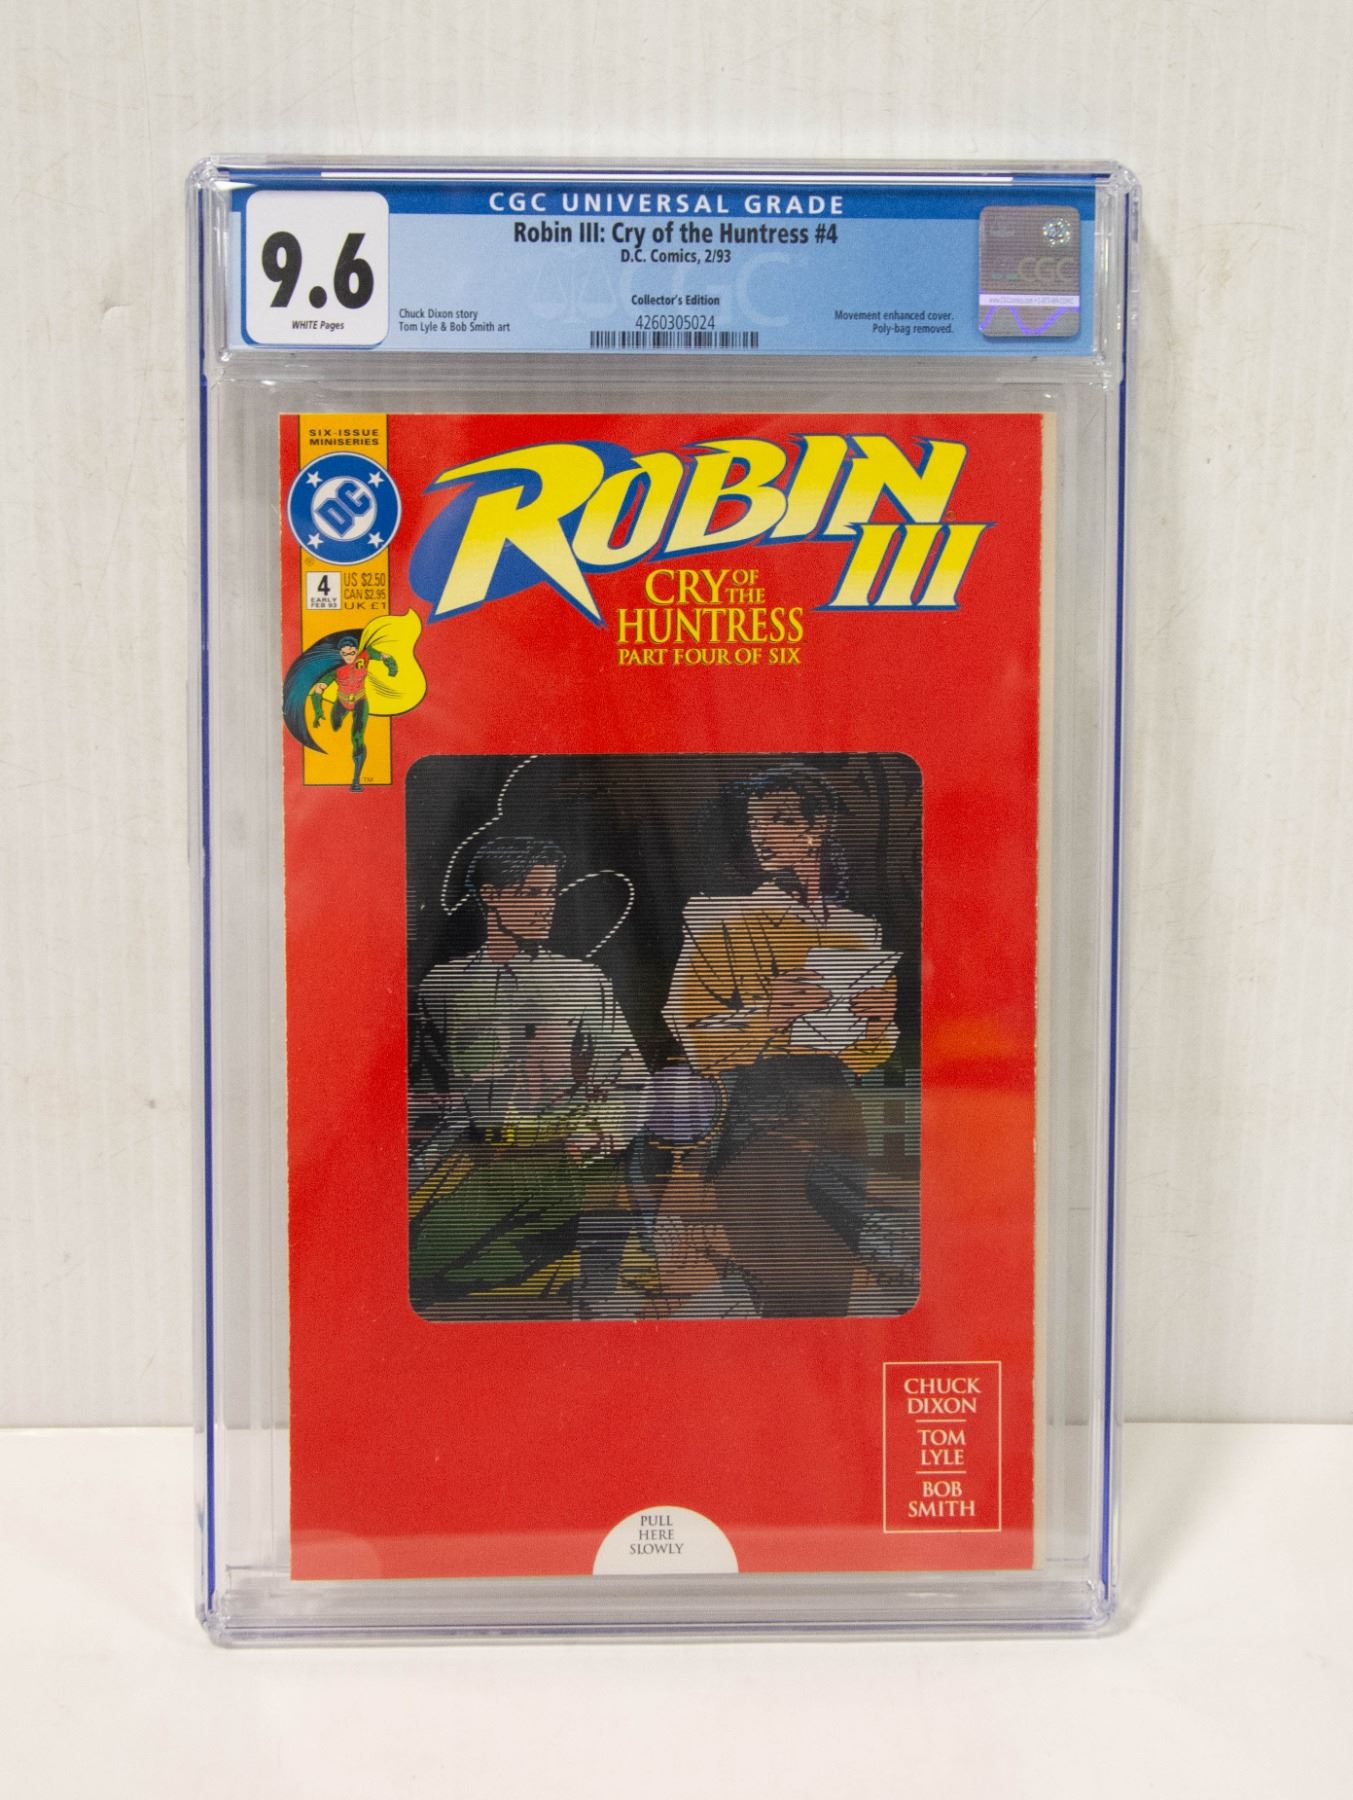 CGC UNIVERSAL GRADE
9.6
WHITE Pages
Robin III: Cry of the Huntress #4
D.C. Comics, 2/93
Collector's Edition
4260305024
Chuck Dixon story
Tom Lyle & Bob Smith art
Movement enhanced cover.
Poly-bag removed.
CGC
SIX-ISSUE
MINISERIES
DC
4
EARLY
FEB 93
US $2.50
CAN $2.95
UK £1
TM
ROBIN
III
CRY OF THE
HUNTRESS
PART FOUR OF SIX
CHUCK
DIXON
TOM
LYLE
BOB
SMITH
PULL
HERE
SLOWLY